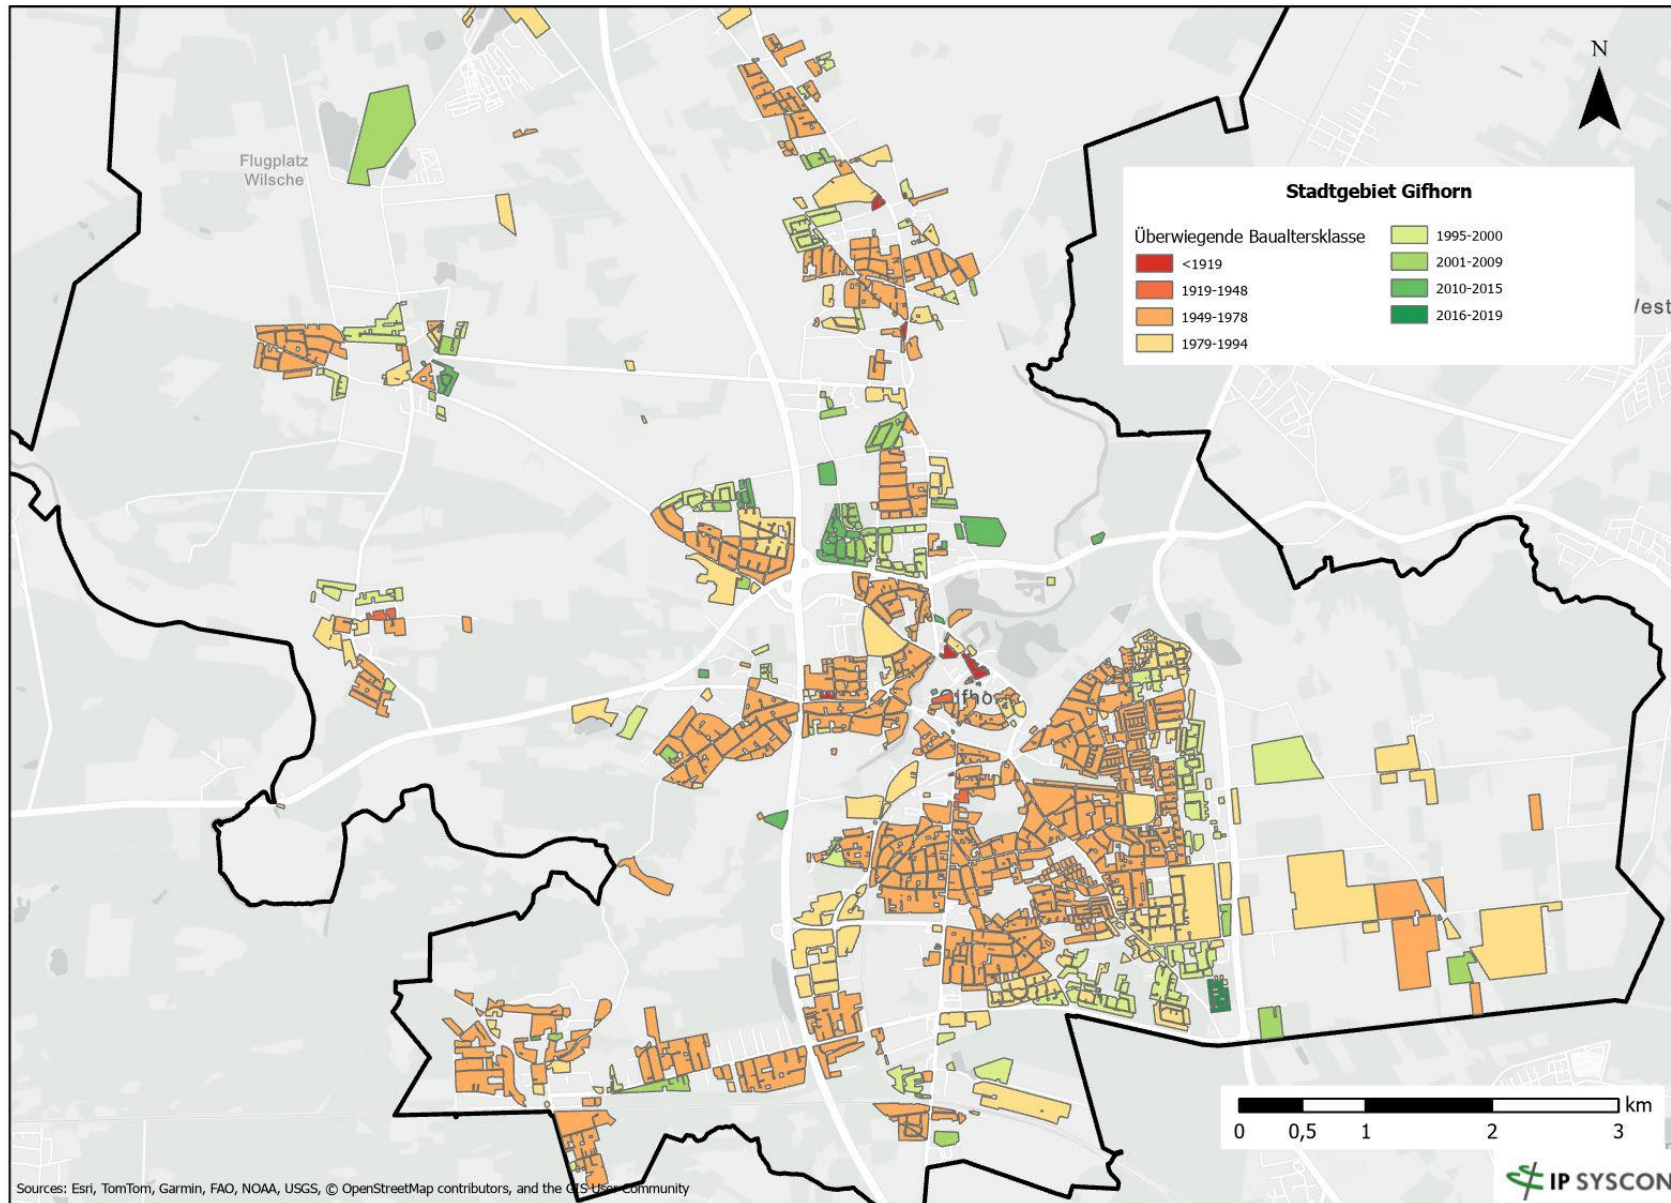 N
Flugplatz
Wilsche
Stadtgebiet Gifhorn
Überwiegende Baualtersklasse
<1919
1919-1948
1949-1978
1979-1994
1995-2000
2001-2009
2010-2015
2016-2019
km
0 0,5 1 2 3
Sources: Esri, TomTom, Garmin, FAO, NOAA, USGS, © OpenStreetMap contributors, and the GIS User Community
IP SYSCON